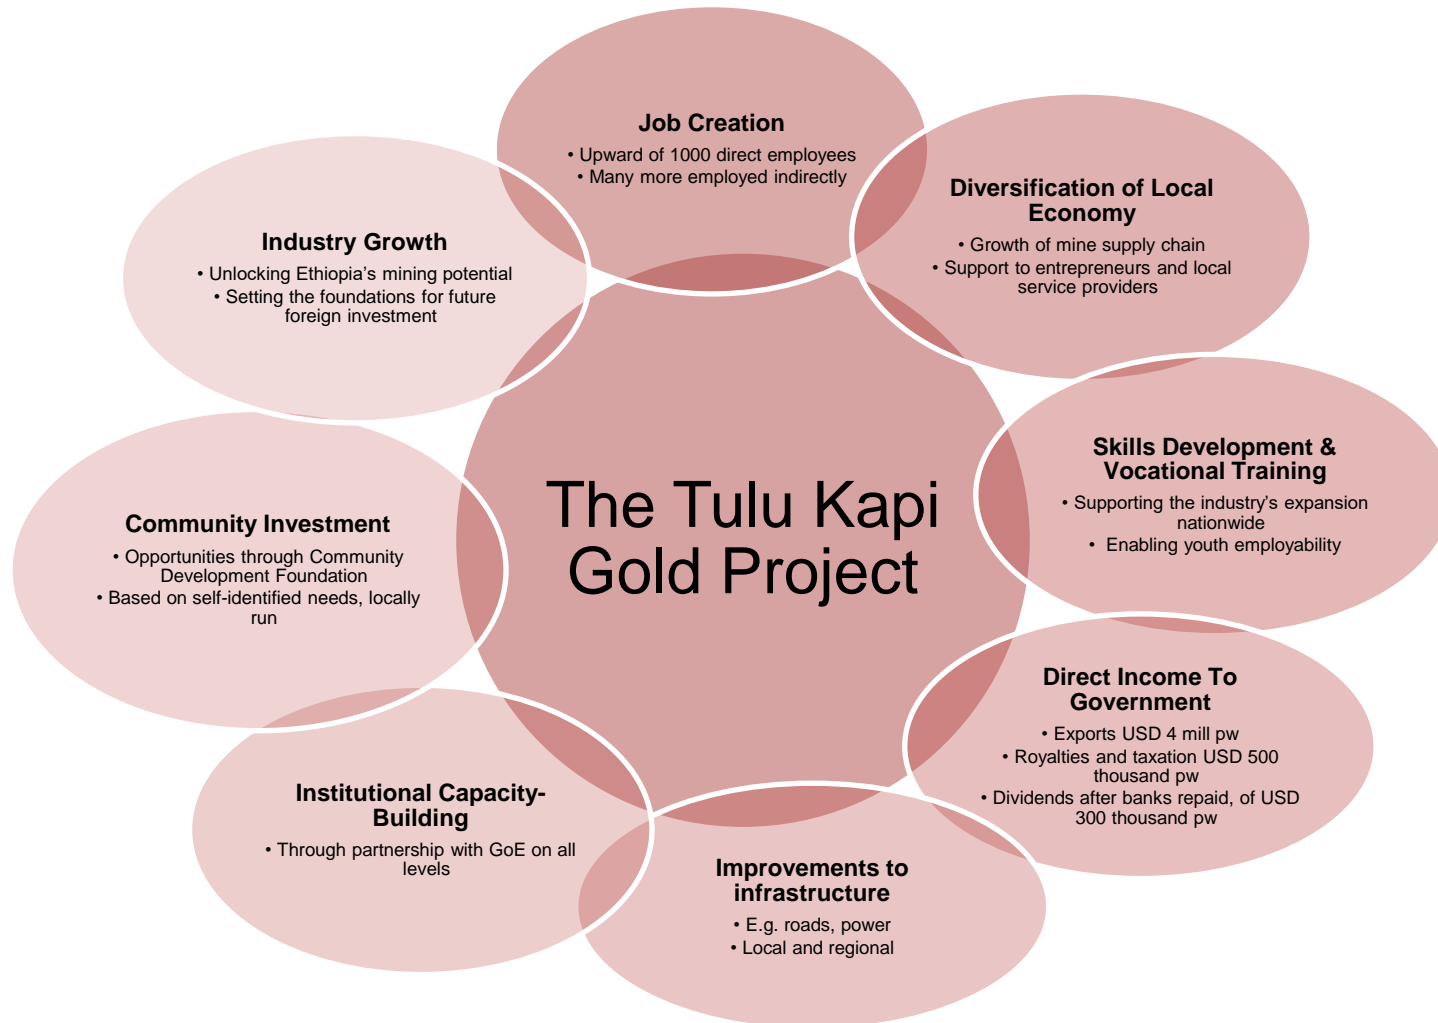 Job Creation
• Upward of 1000 direct employees
• Many more employed indirectly
Diversification of Local
Economy
• Growth of mine supply chain
• Support to entrepreneurs and local
service providers
Skills Development &
Vocational Training
• Supporting the industry's expansion
nationwide
• Enabling youth employability
Direct Income To
Government
• Exports USD 4 mill pw
• Royalties and taxation USD 500
thousand pw
• Dividends after banks repaid, of USD
300 thousand pw
Improvements to
infrastructure
• E.g. roads, power
• Local and regional
Institutional Capacity-
Building
• Through partnership with GoE on all
levels
Community Investment
• Opportunities through Community
Development Foundation
• Based on self-identified needs, locally
run
Industry Growth
• Unlocking Ethiopia's mining potential
• Setting the foundations for future
foreign investment
The Tulu Kapi
Gold Project